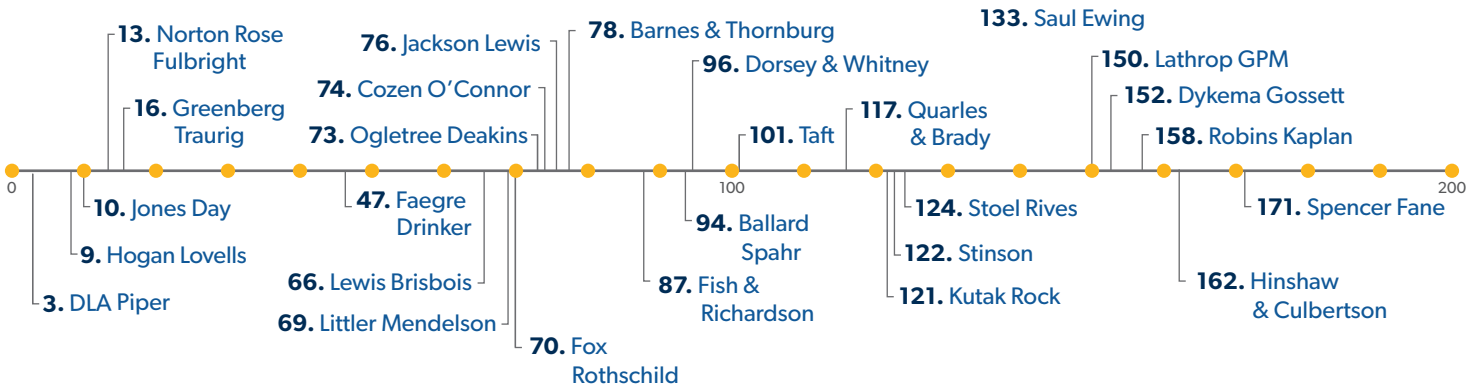 13. Norton Rose
Fulbright
16. Greenberg
Traurig
76. Jackson Lewis
74. Cozen O’Connor
73. Ogletree Deakins
78. Barnes & Thornburg
96. Dorsey & Whitney
101. Taft
117. Quarles
& Brady
133. Saul Ewing
150. Lathrop GPM
152. Dykema Gossett
158. Robins Kaplan
0
100
200
10. Jones Day
9. Hogan Lovells
3. DLA Piper
47. Faegre
Drinker
66. Lewis Brisbois
69. Littler Mendelson
70. Fox
Rothschild
94. Ballard
Spahr
87. Fish &
Richardson
124. Stoel Rives
122. Stinson
121. Kutak Rock
171. Spencer Fane
162. Hinshaw
& Culbertson